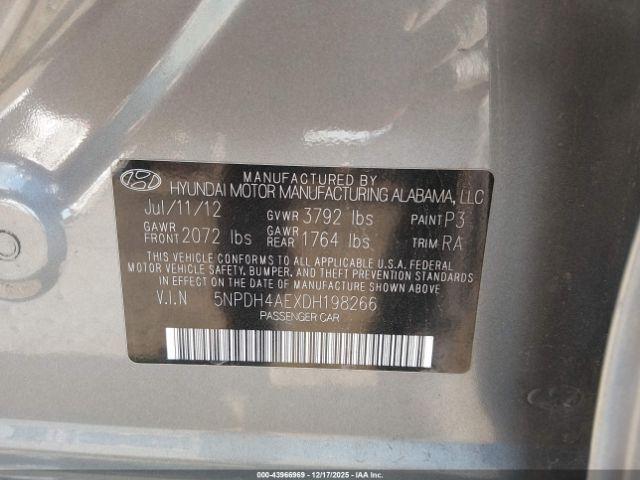 MANUFACTURED BY
HYUNDAI MOTOR MANUFACTURING ALABAMA, LLC
Jul/11/12 GVWR 3792 lbs PAINT P3
GAWR FRONT 2072 lbs GAWR REAR 1764 lbs TRIM RA
THIS VEHICLE CONFORMS TO ALL APPLICABLE U.S.A. FEDERAL
MOTOR VEHICLE SAFETY, BUMPER, AND THEFT PREVENTION STANDARDS
IN EFFECT ON THE DATE OF MANUFACTURE SHOWN ABOVE.
V.I.N 5NPDH4AEXDH198266
PASSENGER CAR
000-43966969 - 12/17/2025 - IAA Inc.